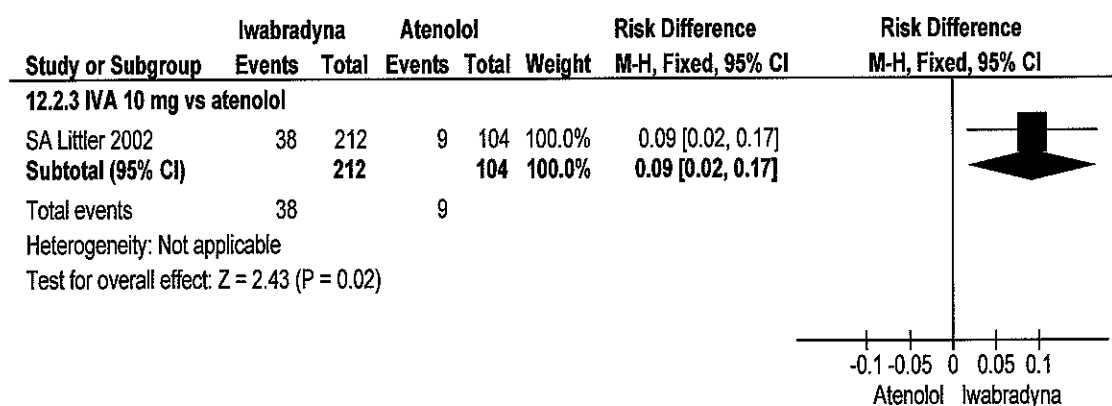 Iwabradyna Atenolol Risk Difference Risk Difference
Study or Subgroup Events Total Events Total Weight M-H, Fixed, 95% CI M-H, Fixed, 95% CI
12.2.3 IVA 10 mg vs atenolol
SA Littler 2002 38 212 9 104 100.0% 0.09 [0.02, 0.17]
Subtotal (95% CI) 212 104 100.0% 0.09 [0.02, 0.17]
Total events 38 9
Heterogeneity: Not applicable
Test for overall effect: Z = 2.43 (P = 0.02)
-0.1 -0.05 0 0.05 0.1
Atenolol Iwabradyna